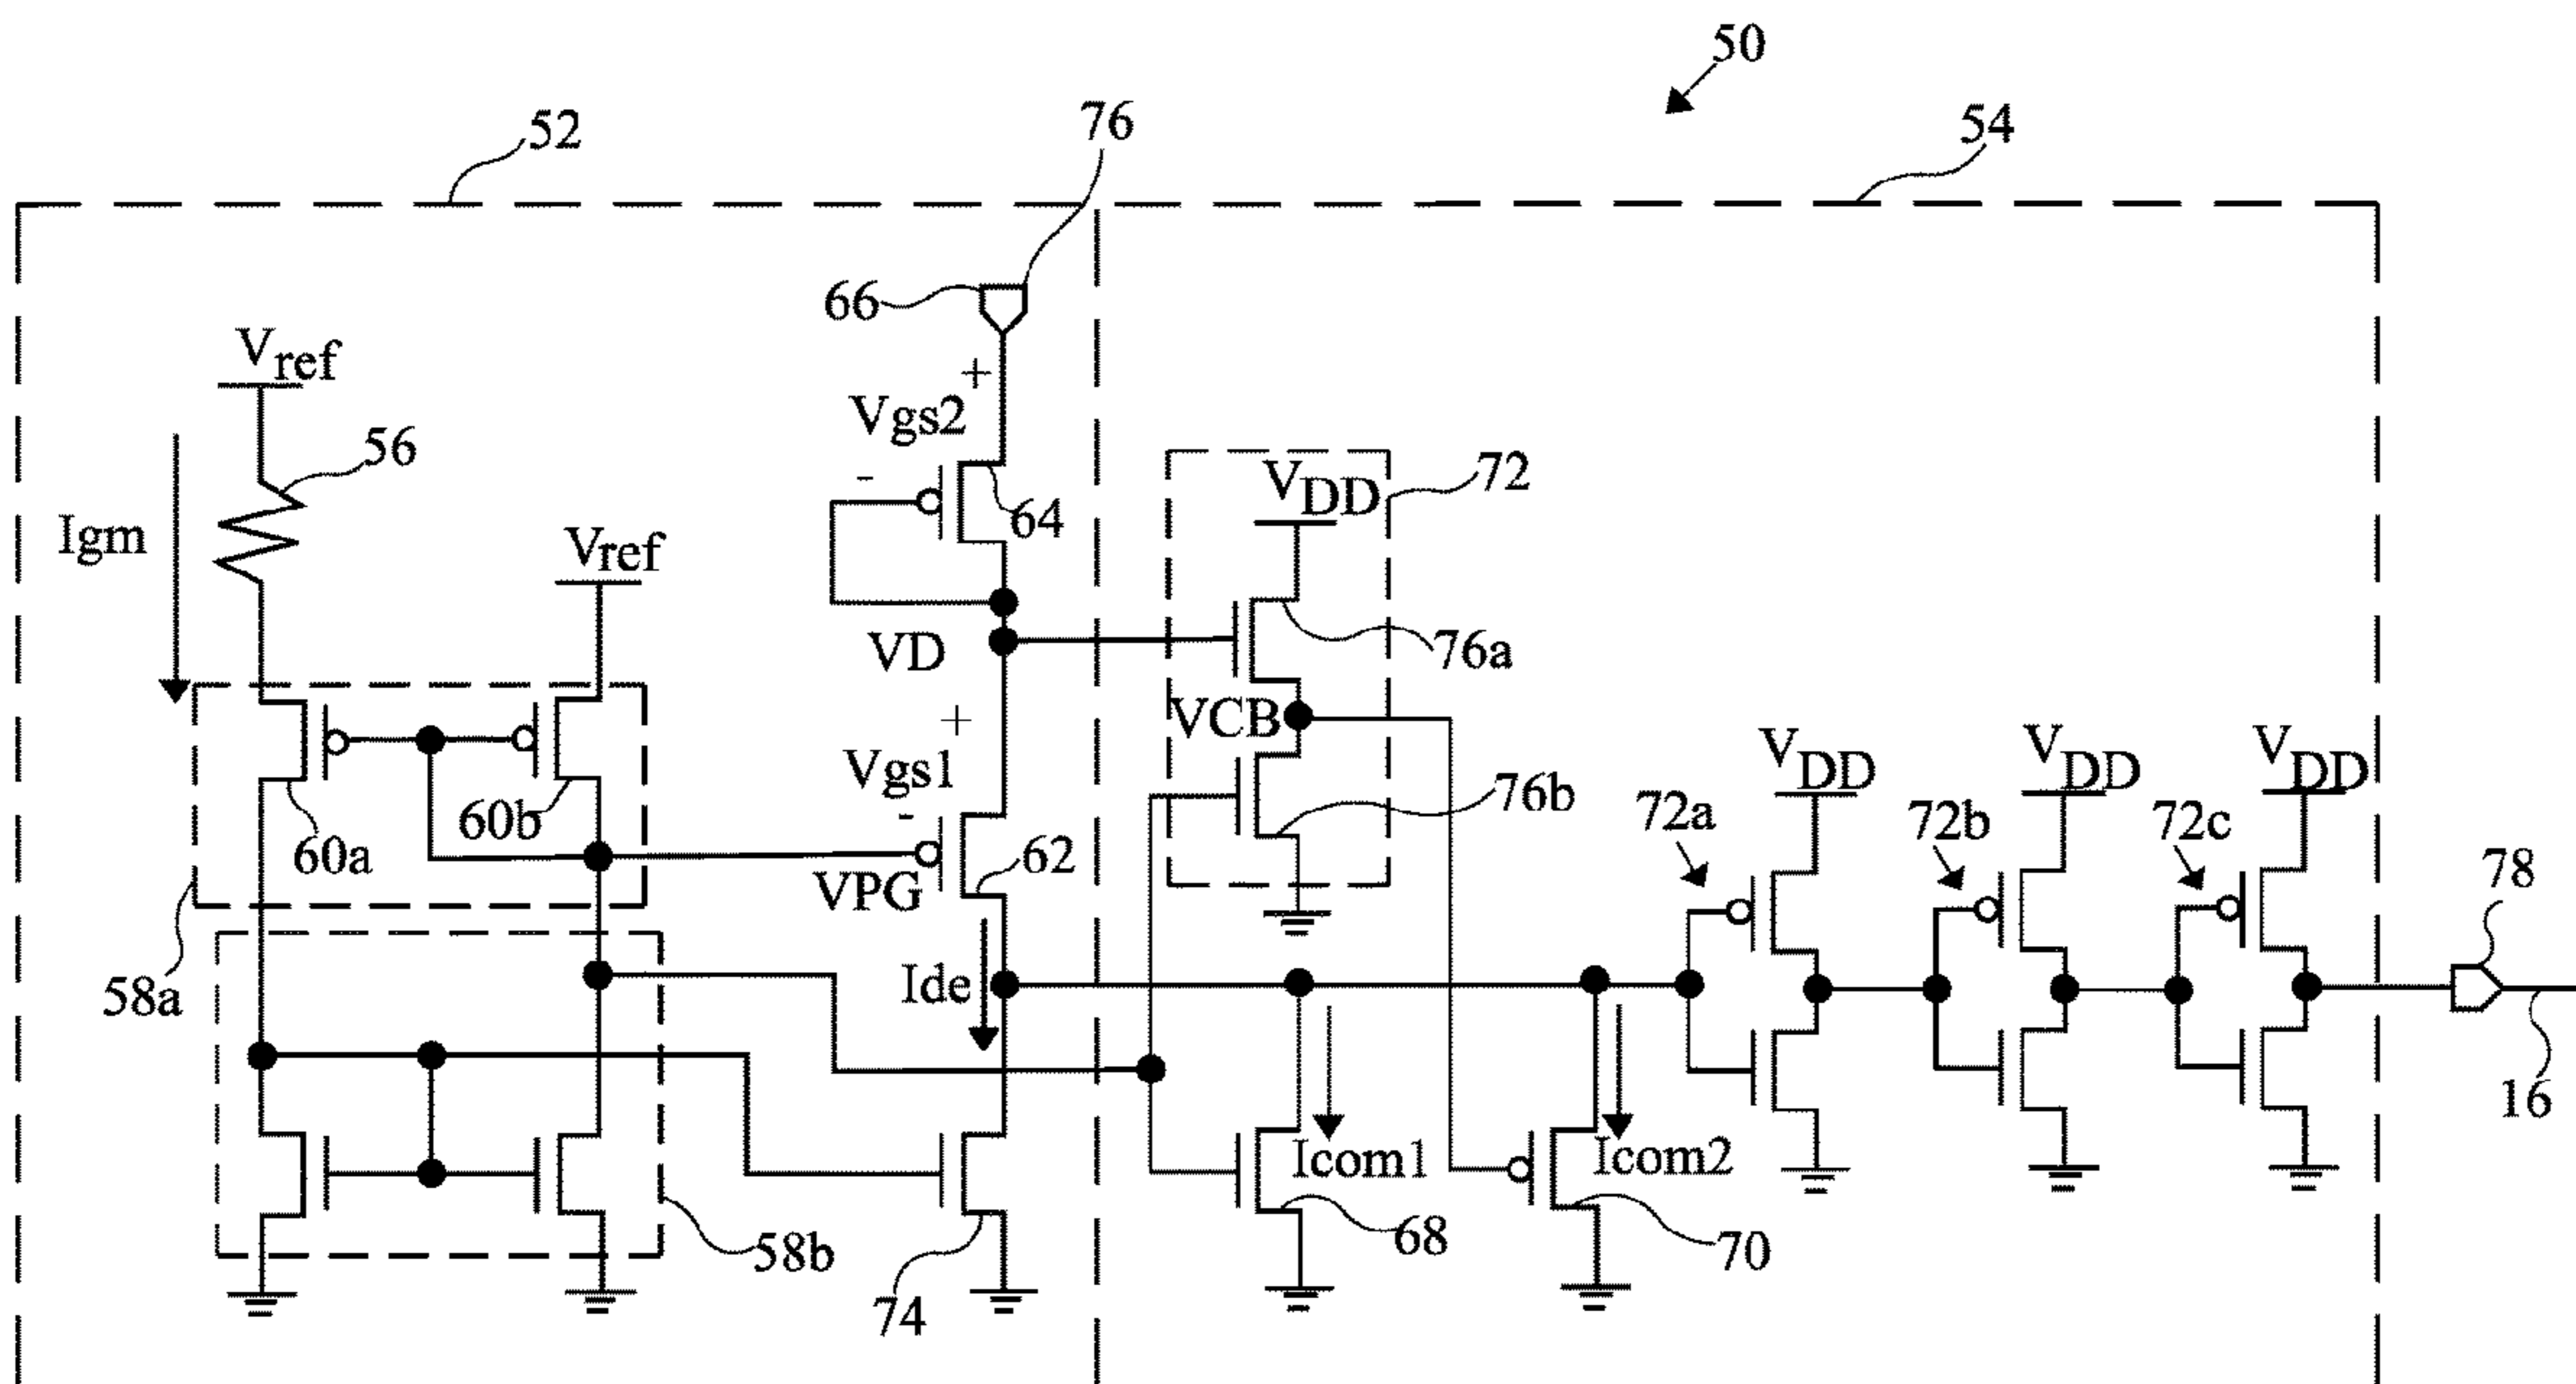 50
52
76
54
66
Vref
+
Vgs2
56
-
64
72
VDD
Igm
Vref
VD
76a
+
VCB
Vgs1
VDD
VDD
VDD
60b
-
76b
72a
72b
72c
60a
62
VPG
78
58a
Ide
16
Icom1
Icom2
58b
68
70
74